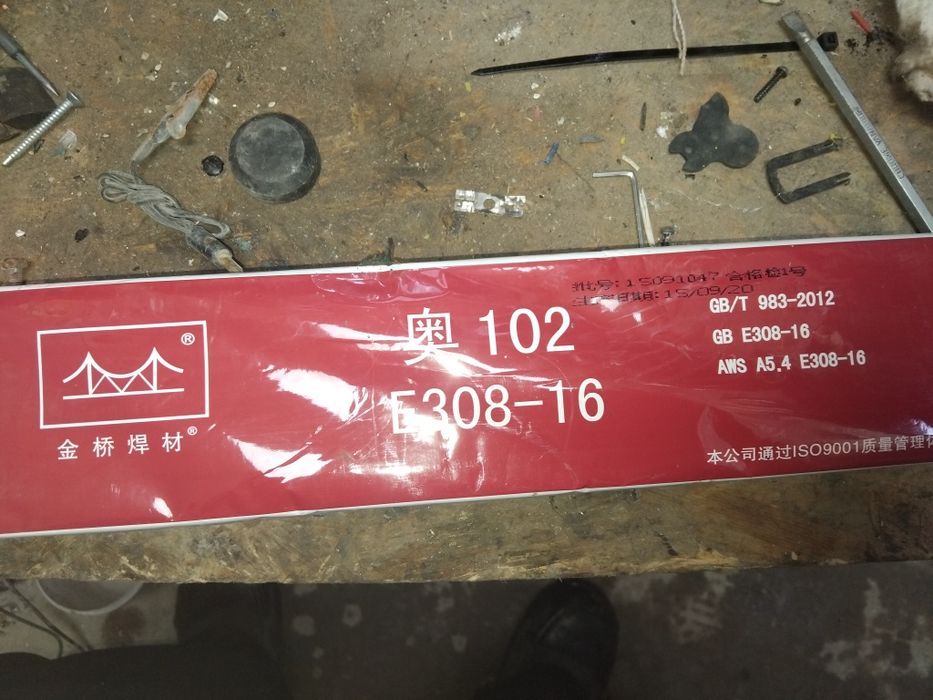 批号:15091047 合格检1号
生产日期:15/09/20
®
金桥焊材®
奥 102
E308-16
GB/T 983-2012
GB E308-16
AWS A5.4 E308-16
本公司通过ISO9001质量管理体